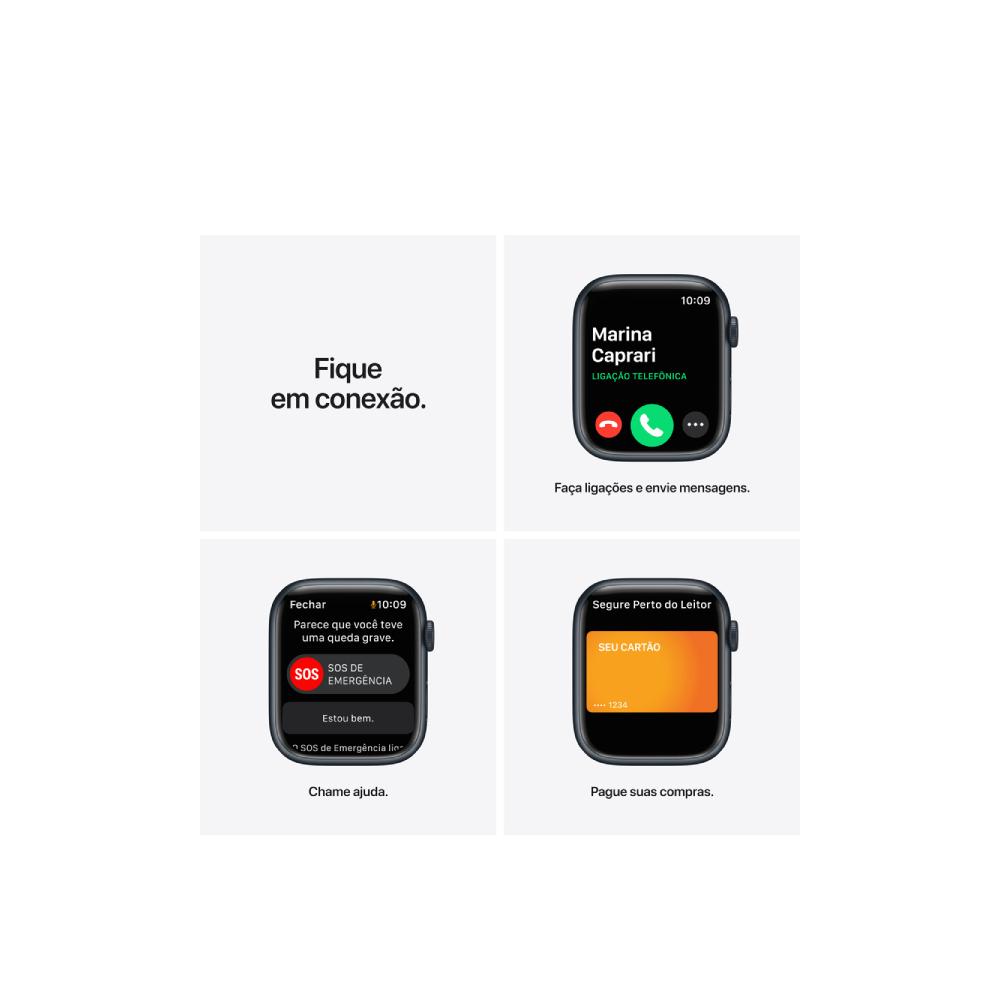 Fique
em conexão.
10:09
Marina
Caprari
LIGAÇÃO TELEFÔNICA
Faça ligações e envie mensagens.
Fechar 10:09
Parece que você teve
uma queda grave.
SOS
SOS DE
EMERGÊNCIA
Estou bem.
O SOS de Emergência
Chame ajuda.
Segure Perto do Leitor
SEU CARTÃO
•••• 1234
Pague suas compras.